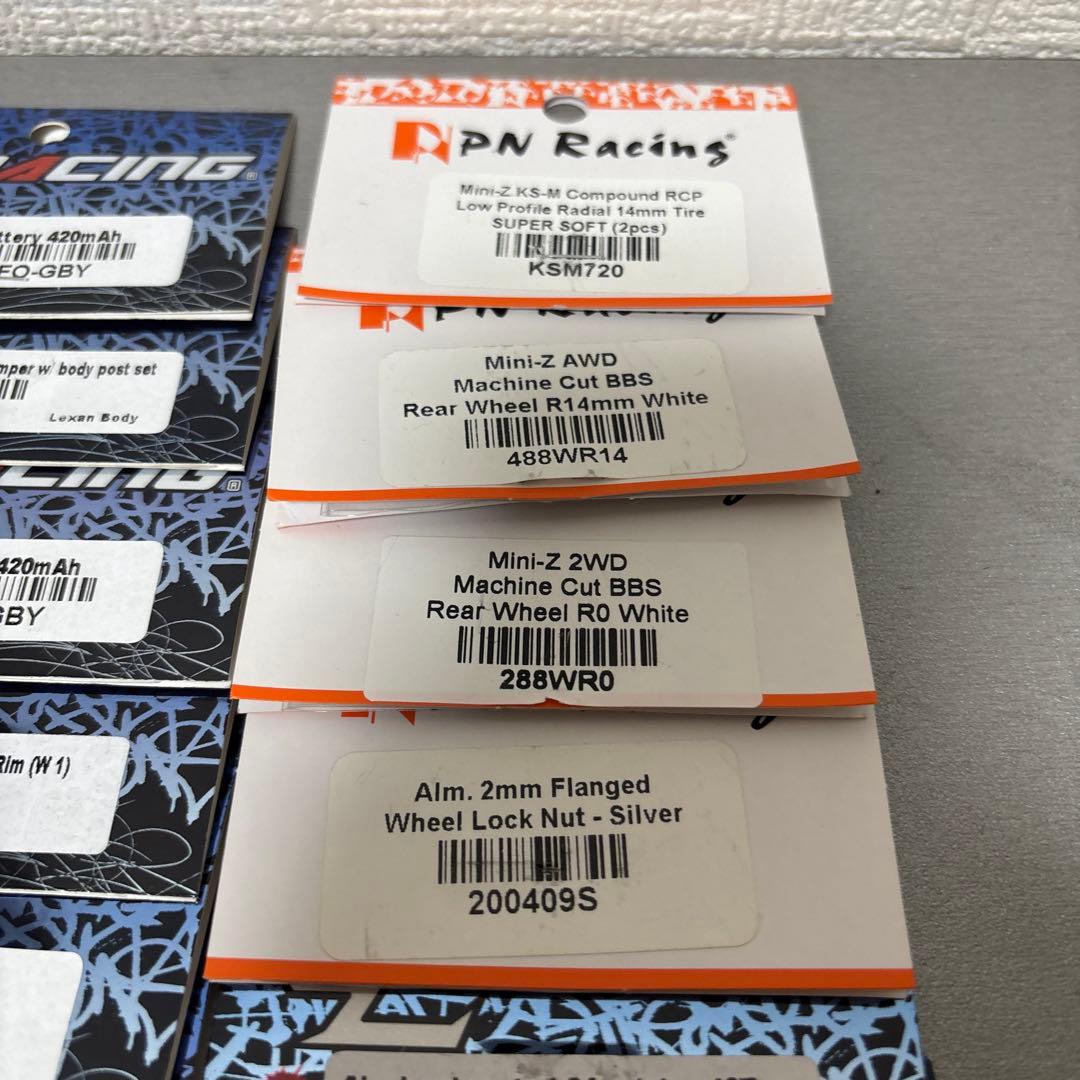 PN Racing
Mini-Z KS-M Compound RCP
Low Profile Radial 14mm Tire
SUPER SOFT (2pcs)
KSM720
PN Racing
Mini-Z AWD
Machine Cut BBS
Rear Wheel R14mm White
488WR14
Mini-Z 2WD
Machine Cut BBS
Rear Wheel R0 White
288WR0
Alm. 2mm Flanged
Wheel Lock Nut - Silver
200409S
ACING
ttery 420mAh
EO-GBY
mper w/ body post set
Lexan Body
420mAh
GBY
Rim (W 1)